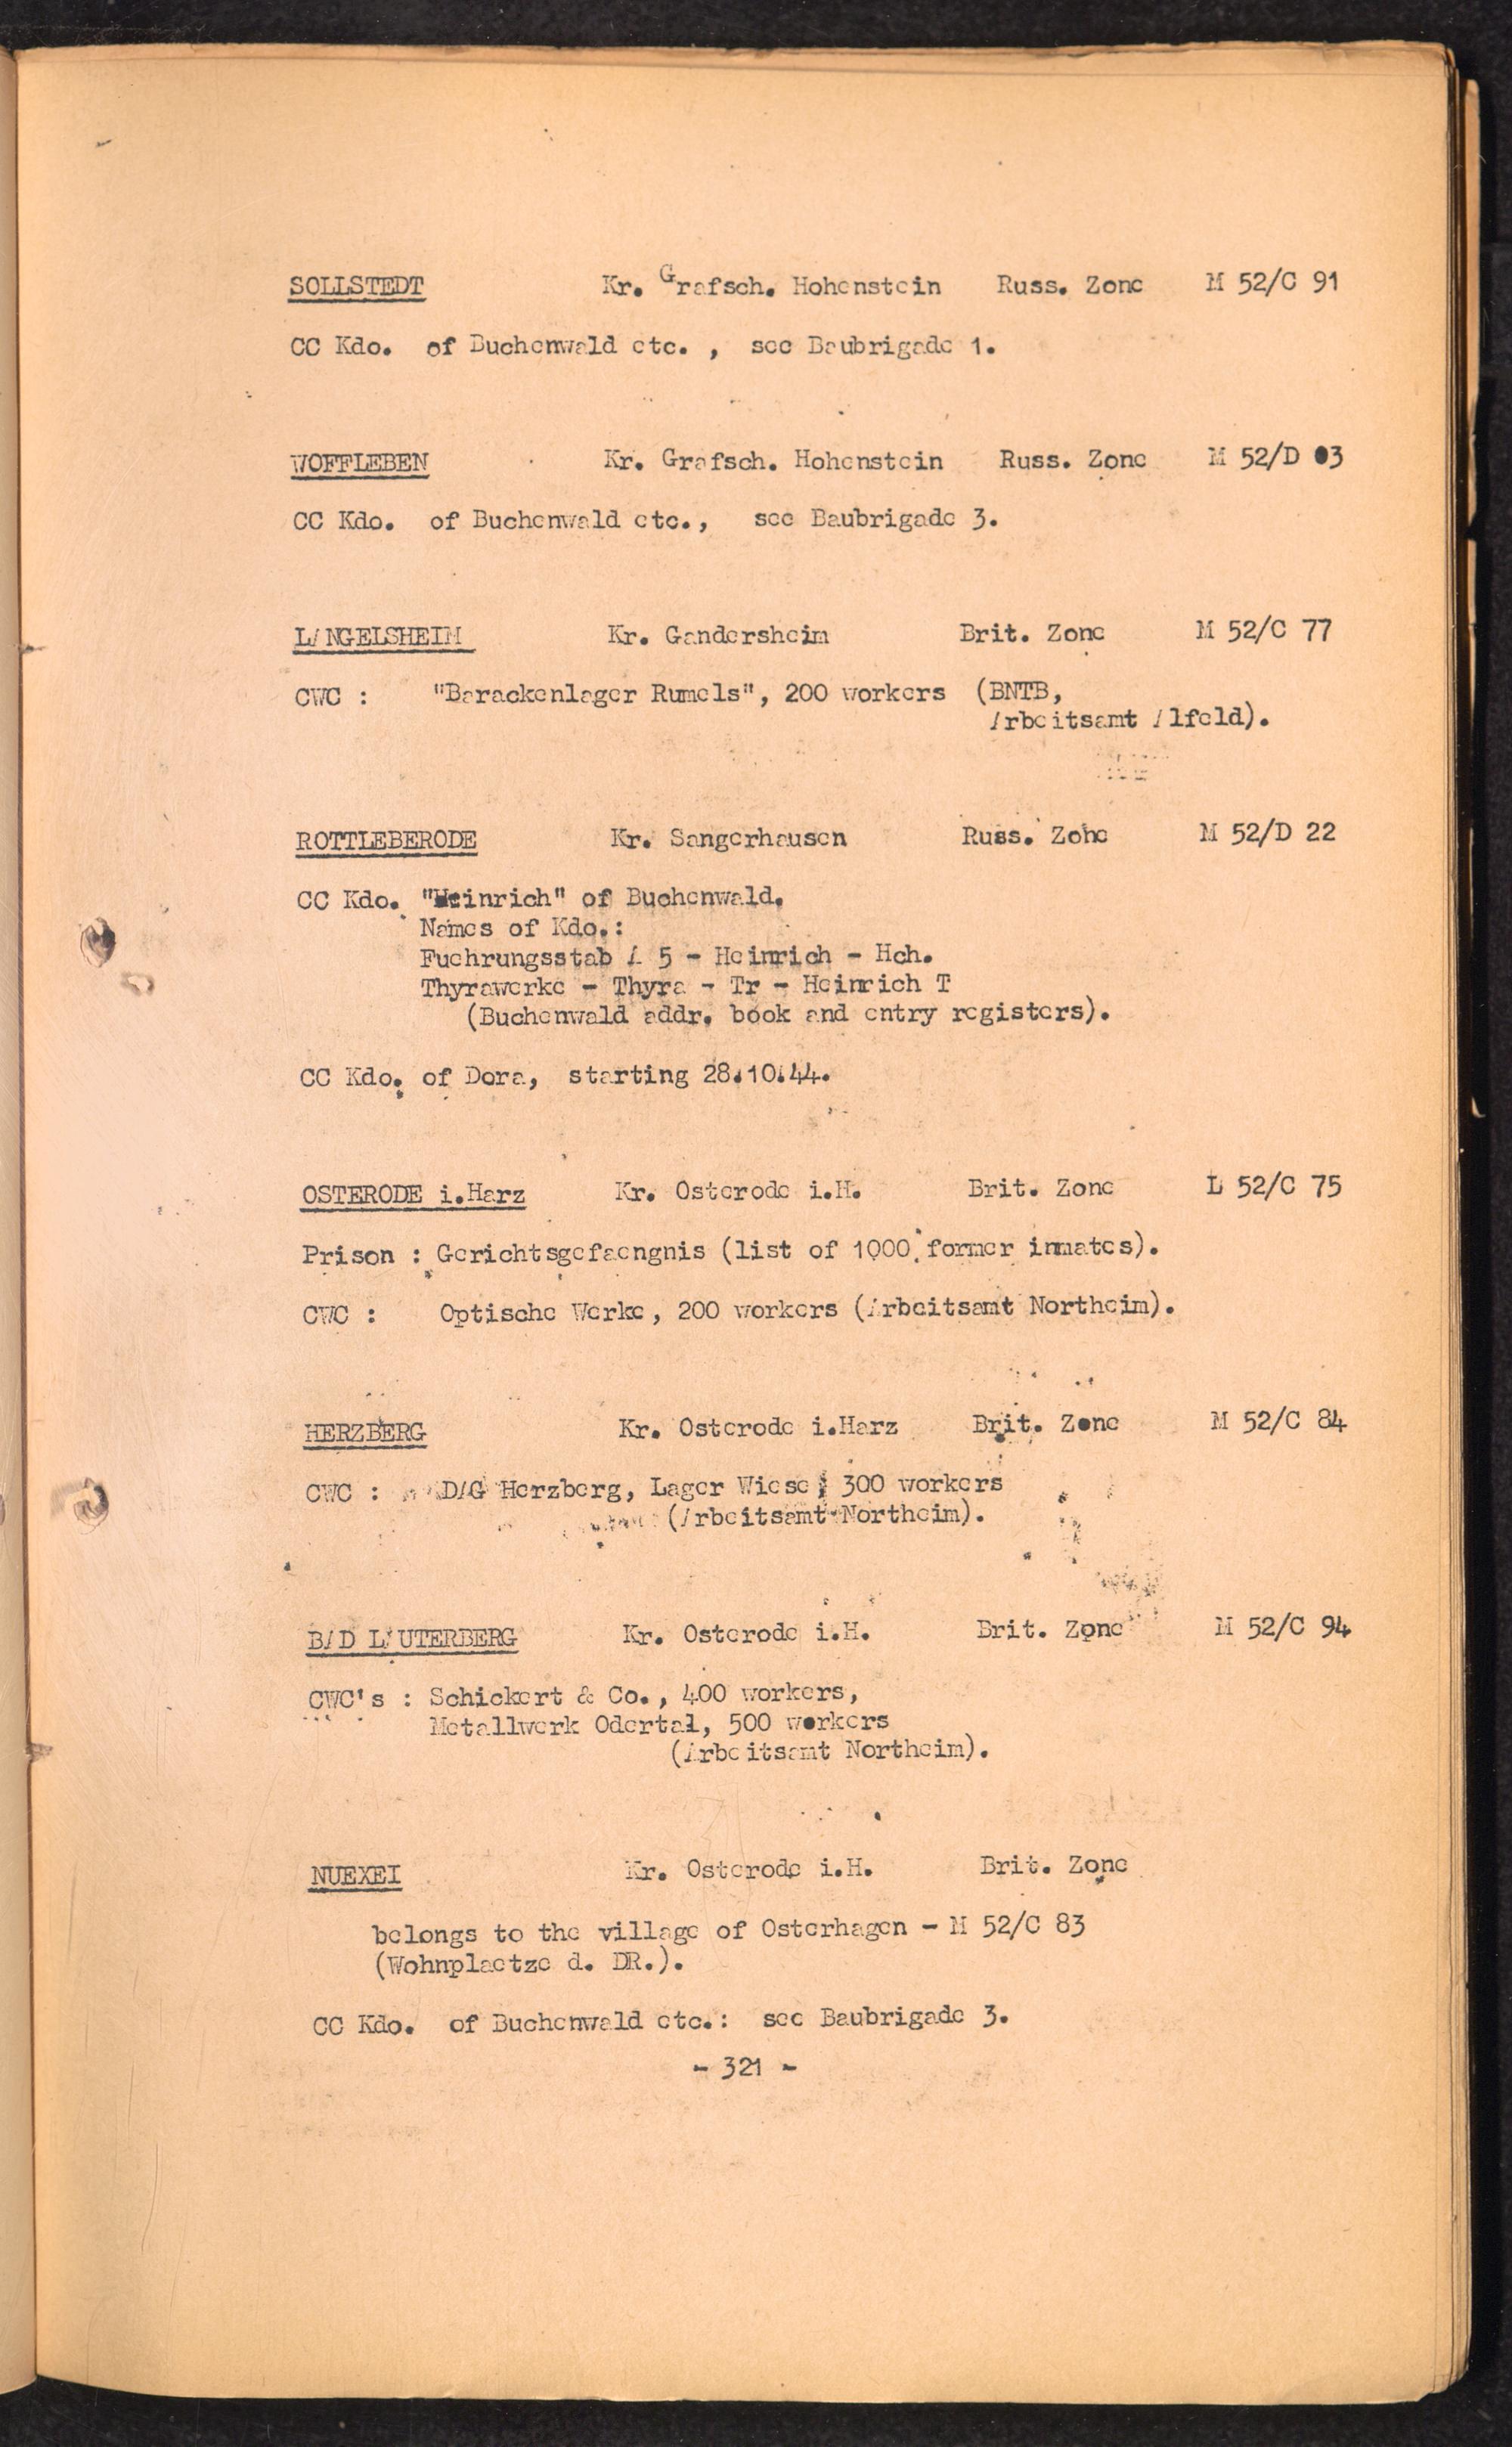 SOLLSTEDT Kr. Grafsch. Hohenstein Russ. Zone M 52/C 91
CC Kdo. of Buchenwald etc. , see Baubrigade 1.
WOFFLEBEN Kr. Grafsch. Hohenstein Russ. Zone M 52/D 03
CC Kdo. of Buchenwald etc., see Baubrigade 3.
LANGELSHEIM Kr. Gandersheim Brit. Zone M 52/C 77
CWC : "Barackenlager Rumels", 200 workers (BNTB,
Arbeitsamt Alfeld).
ROTTLEBERODE Kr. Sangerhausen Russ. Zone M 52/D 22
CC Kdo. "Heinrich" of Buchenwald.
Names of Kdo.:
Fuehrungsstab A 5 - Heinrich - Hch.
Thyrawerke - Thyra - Tr - Heinrich T
(Buchenwald addr. book and entry registers).
CC Kdo. of Dora, starting 28.10.44.
OSTERODE i.Harz Kr. Osterode i.H. Brit. Zone L 52/C 75
Prison : Gerichtsgefaengnis (list of 1000 former inmates).
CWC : Optische Werke, 200 workers (Arbeitsamt Northeim).
HERZBERG Kr. Osterode i.Harz Brit. Zone M 52/C 84
CWC : DAG Herzberg, Lager Wiese, 300 workers
(Arbeitsamt Northeim).
BAD LAUTERBERG Kr. Osterode i.H. Brit. Zone M 52/C 94
CWC's : Schickert & Co., 400 workers,
Metallwerk Odertal, 500 workers
(Arbeitsamt Northeim).
NUEXEI Kr. Osterode i.H. Brit. Zone
belongs to the village of Osterhagen - M 52/C 83
(Wohnplaetze d. DR.).
CC Kdo. of Buchenwald etc.: see Baubrigade 3.
- 321 -